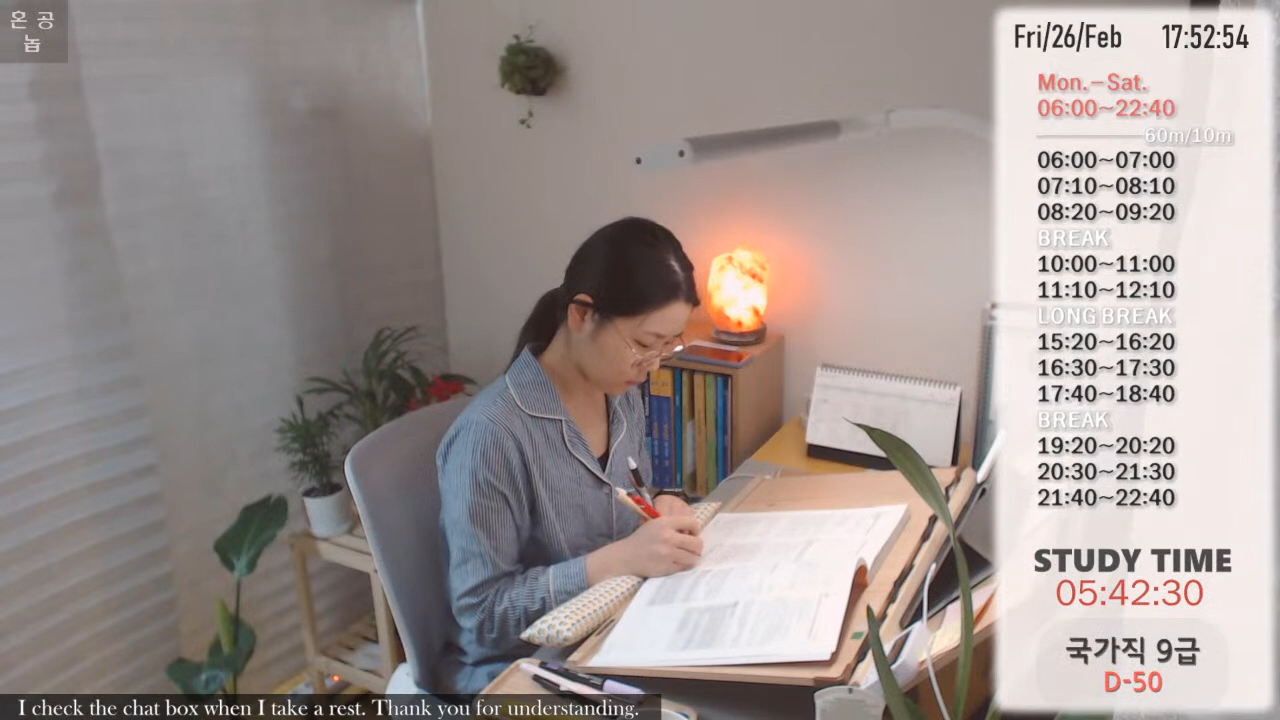 혼 공
놉
Fri/26/Feb 17:52:54
Mon.-Sat.
06:00~22:40
60m/10m
06:00~07:00
07:10~08:10
08:20~09:20
BREAK
10:00~11:00
11:10~12:10
LONG BREAK
15:20~16:20
16:30~17:30
17:40~18:40
BREAK
19:20~20:20
20:30~21:30
21:40~22:40
STUDY TIME
05:42:30
국가직 9급
D-50
I check the chat box when I take a rest. Thank you for understanding.